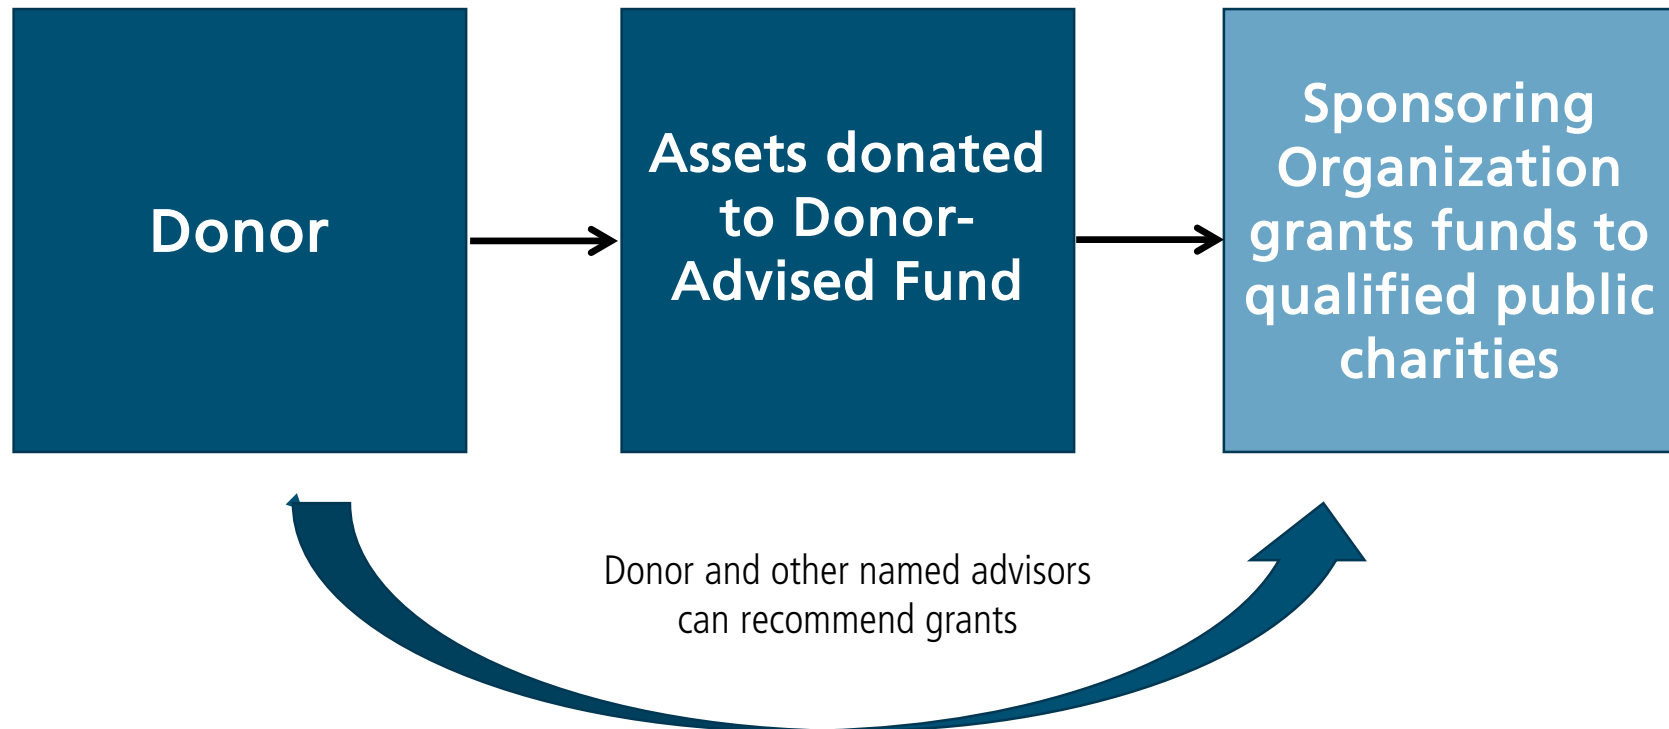 Donor
Assets donated
to Donor-
Advised Fund
Sponsoring
Organization
grants funds to
qualified public
charities
Donor and other named advisors
can recommend grants